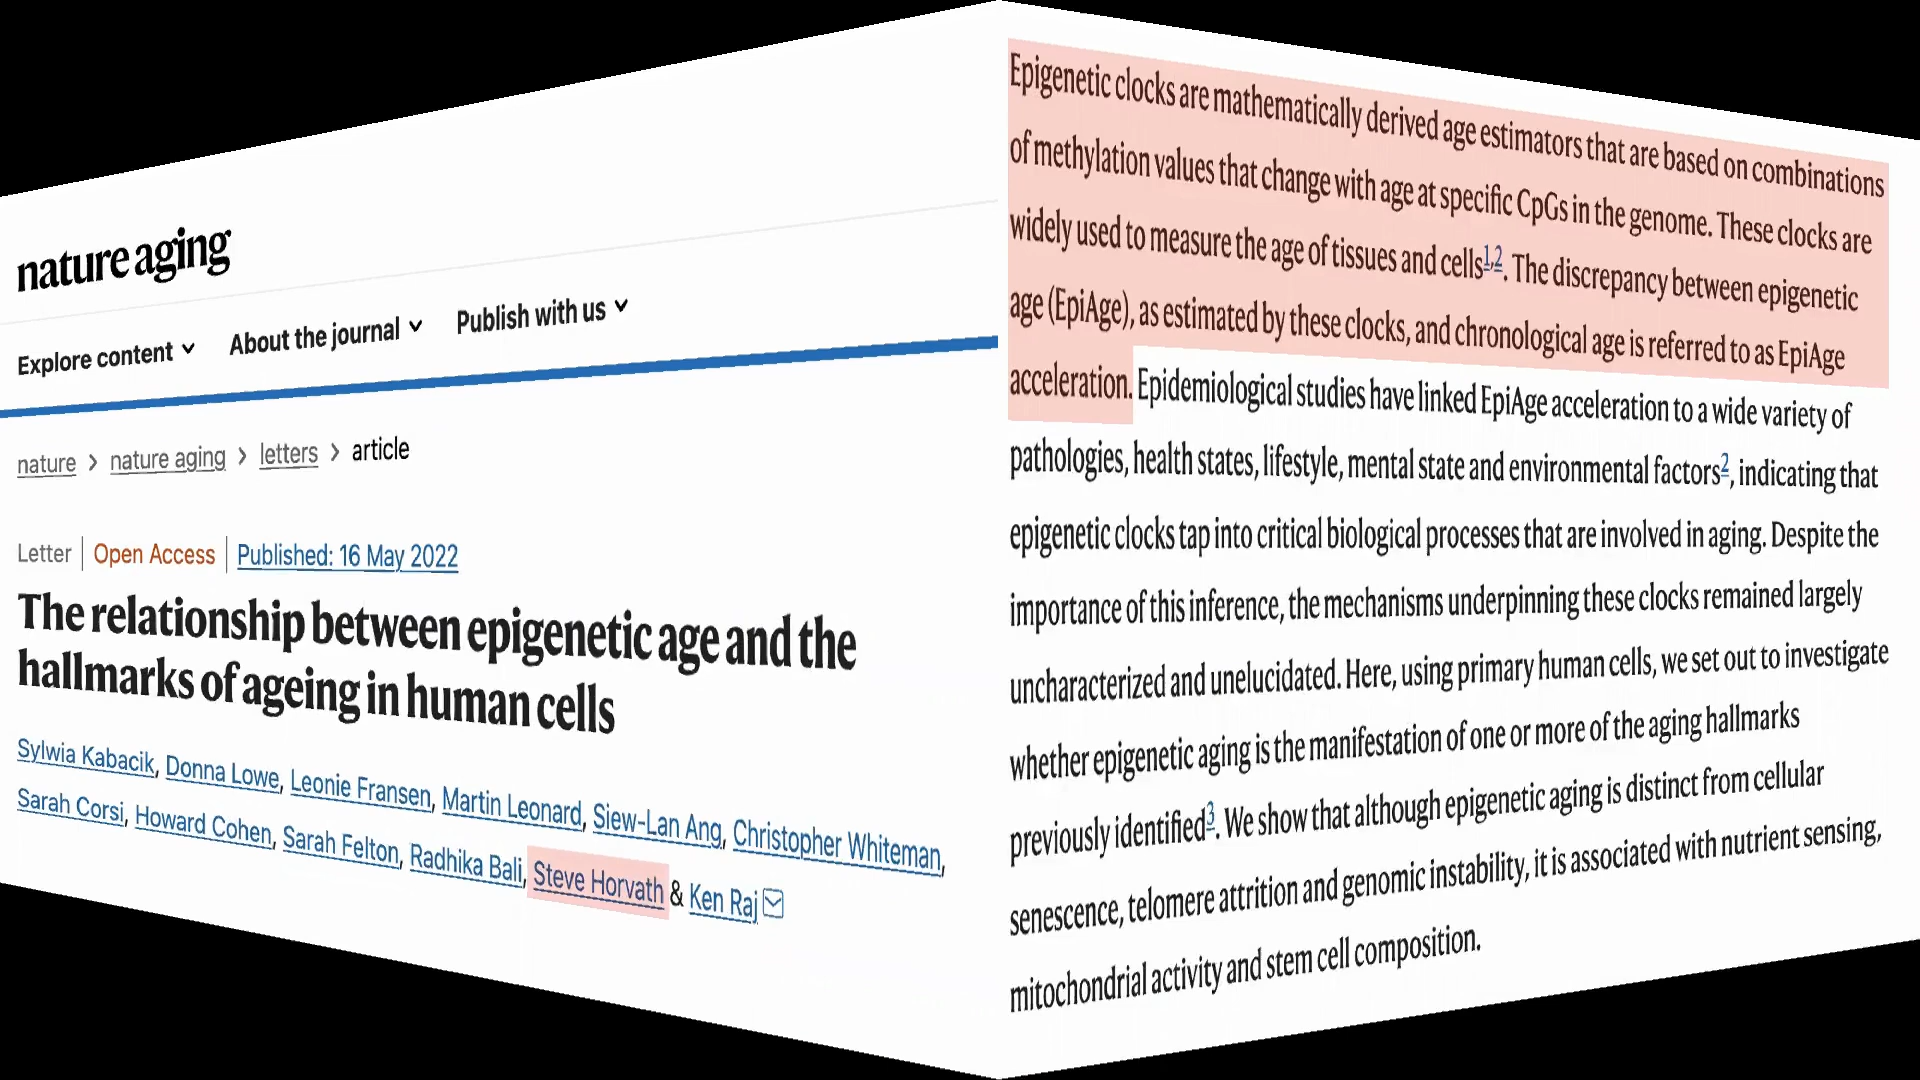 nature aging
Explore content About the journal Publish with us
nature > nature aging > letters > article
Letter | Open Access | Published: 16 May 2022
The relationship between epigenetic age and the
hallmarks of ageing in human cells
Sylwia Kabacik, Donna Lowe, Leonie Fransen, Martin Leonard, Siew-Lan Ang, Christopher Whiteman,
Sarah Corsi, Howard Cohen, Sarah Felton, Radhika Bali, Steve Horvath & Ken Raj
Epigenetic clocks are mathematically derived age estimators that are based on combinations
of methylation values that change with age at specific CpGs in the genome. These clocks are
widely used to measure the age of tissues and cells1,2. The discrepancy between epigenetic
age (EpiAge), as estimated by these clocks, and chronological age is referred to as EpiAge
acceleration. Epidemiological studies have linked EpiAge acceleration to a wide variety of
pathologies, health states, lifestyle, mental state and environmental factors2, indicating that
epigenetic clocks tap into critical biological processes that are involved in aging. Despite the
importance of this inference, the mechanisms underpinning these clocks remained largely
uncharacterized and unelucidated. Here, using primary human cells, we set out to investigate
whether epigenetic aging is the manifestation of one or more of the aging hallmarks
previously identified3. We show that although epigenetic aging is distinct from cellular
senescence, telomere attrition and genomic instability, it is associated with nutrient sensing,
mitochondrial activity and stem cell composition.